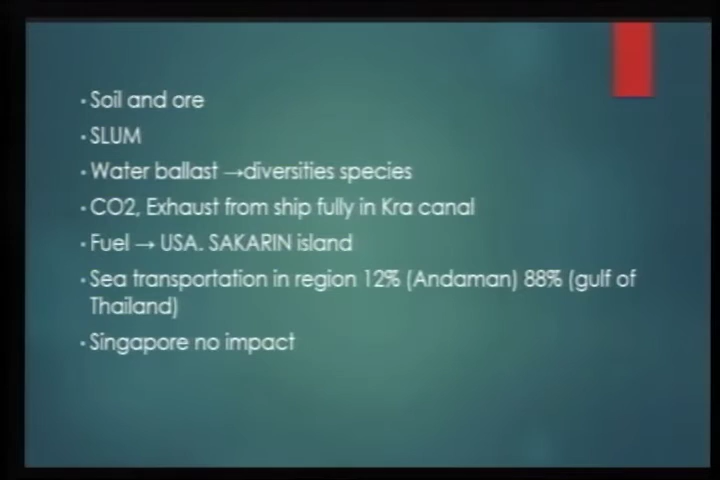 Soil and ore
SLUM
Water ballast →diversities species
CO2, Exhaust from ship fully in Kra canal
Fuel → USA. SAKARIN island
Sea transportation in region 12% (Andaman) 88% (gulf of
Thailand)
Singapore no impact